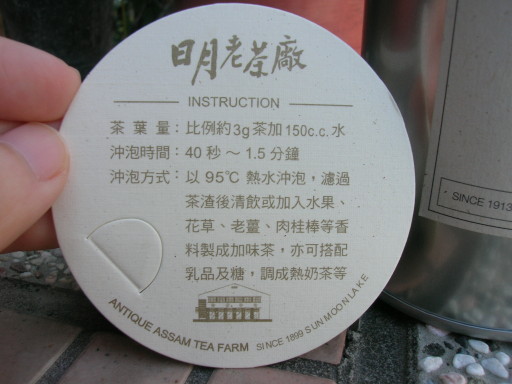 日月老茶廠
INSTRUCTION
茶葉量：比例約3g茶加150c.c.水
沖泡時間：40秒～1.5分鐘
沖泡方式：以95℃熱水沖泡，濾過
茶渣後清飲或加入水果、
花草、老薑、肉桂棒等香
料製成加味茶，亦可搭配
乳品及糖，調成熱奶茶等
ANTIQUE ASSAM TEA FARM SINCE 1899 SUN MOON LAKE
SINCE 1913